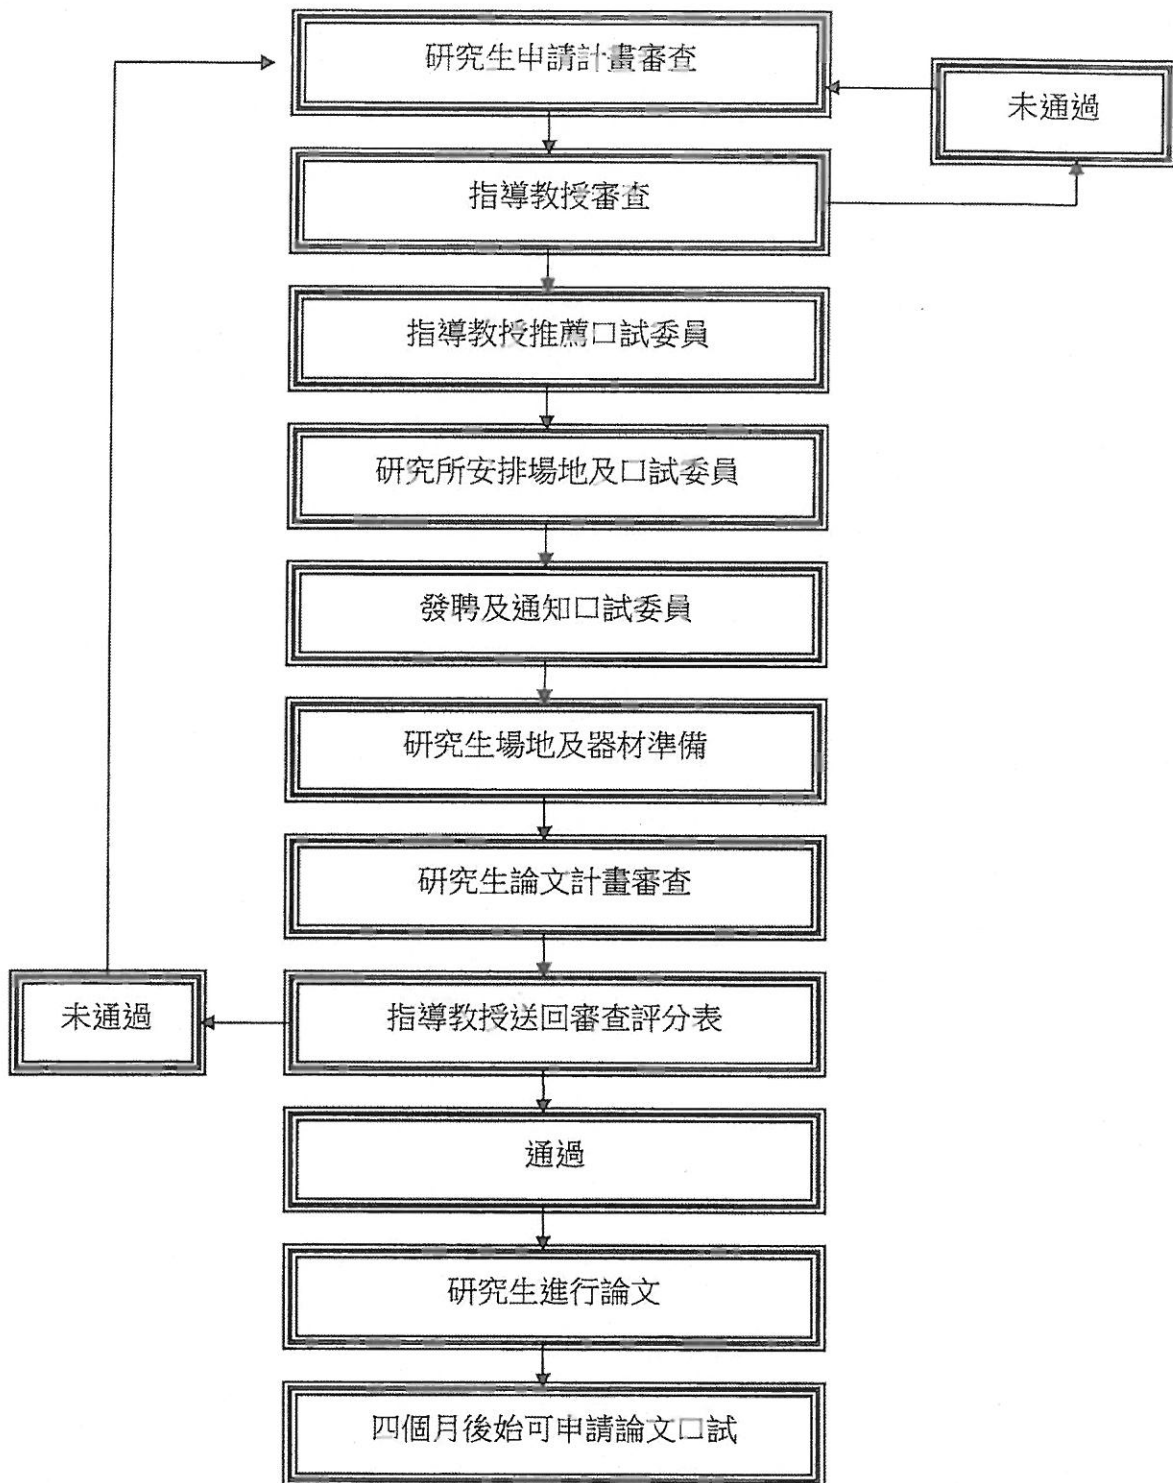 研究生申請計畫審查
未通過
指導教授審查
指導教授推薦口試委員
研究所安排場地及口試委員
發聘及通知口試委員
研究生場地及器材準備
研究生論文計畫審查
未通過
指導教授送回審查評分表
通過
研究生進行論文
四個月後始可申請論文口試